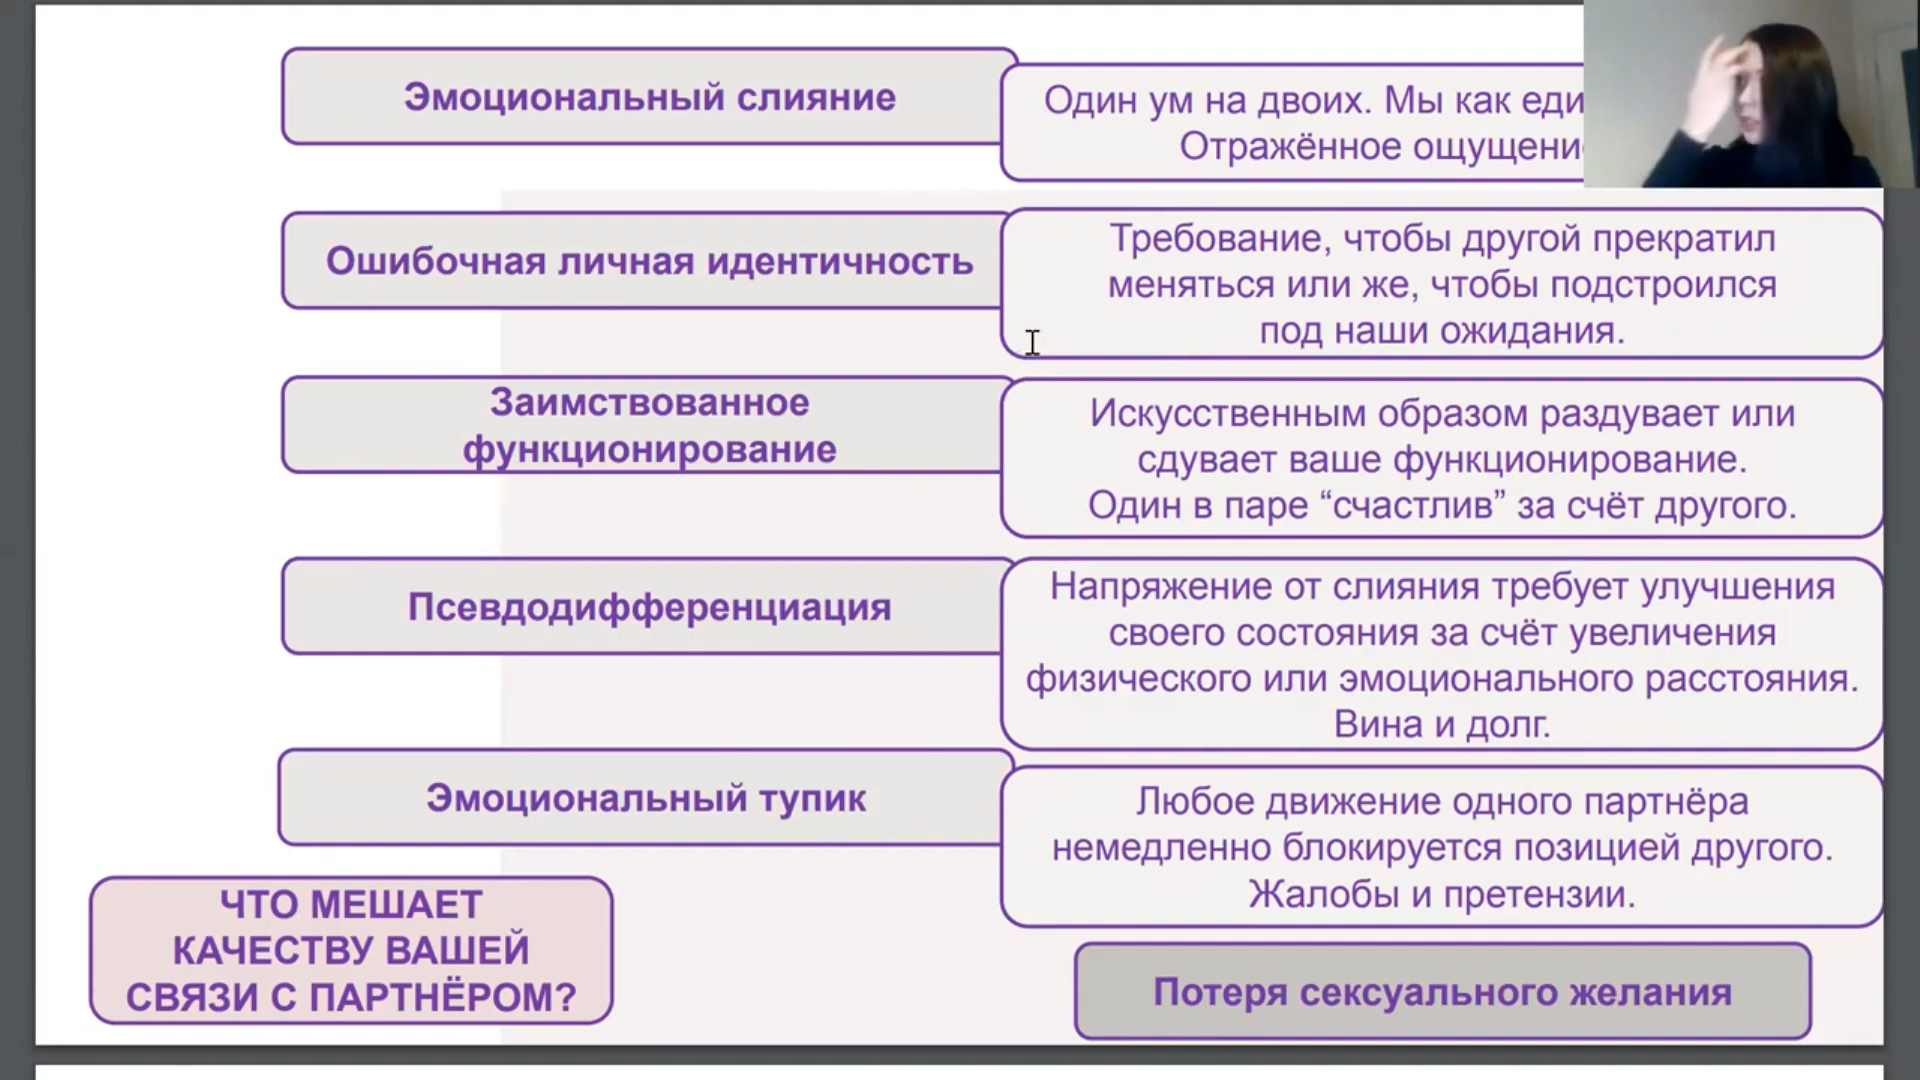 Эмоциональный слияние
Один ум на двоих. Мы как
Отражённое
Ошибочная личная идентичность
Требование, чтобы другой прекратил
меняться или же, чтобы подстроился
под наши ожидания.
Заимствованное
функционирование
Искусственным образом раздувает или
сдувает ваше функционирование.
Один в паре “счастлив” за счёт другого.
Псевдодифференциация
Напряжение от слияния требует улучшения
своего состояния за счёт увеличения
физического или эмоционального расстояния.
Вина и долг.
Эмоциональный тупик
Любое движение одного партнёра
немедленно блокируется позицией другого.
Жалобы и претензии.
ЧТО МЕШАЕТ
КАЧЕСТВУ ВАШЕЙ
СВЯЗИ С ПАРТНЁРОМ?
Потеря сексуального желания